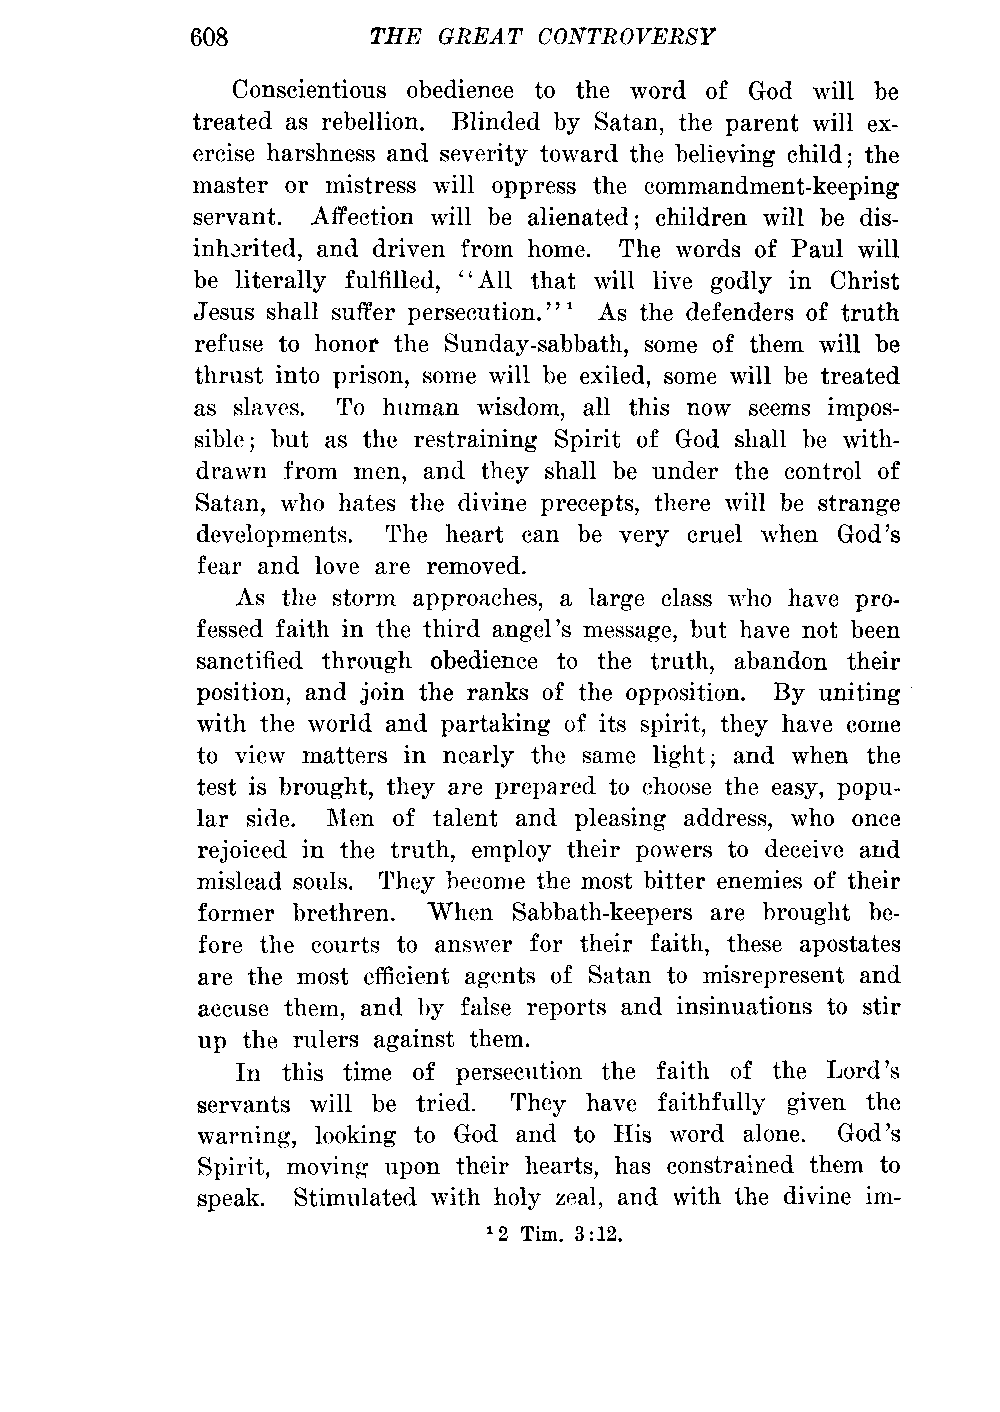 608 THE GREAT CONTROVERSY
Conscientious obedience to the word of God will be
treated as rebellion. Blinded by Satan, the parent will ex-
ercise harshness and severity toward the believing child; the
master or mistress will oppress the commandment-keeping
servant. Affection will be alienated; children will be dis-
inherited, and driven from home. The words of Paul will
be literally fulfilled, "All that will live godly in Christ
Jesus shall suffer persecution."¹ As the defenders of truth
refuse to honor the Sunday-sabbath, some of them will be
thrust into prison, some will be exiled, some will be treated
as slaves. To human wisdom, all this now seems impos-
sible; but as the restraining Spirit of God shall be with-
drawn from men, and they shall be under the control of
Satan, who hates the divine precepts, there will be strange
developments. The heart can be very cruel when God's
fear and love are removed.
As the storm approaches, a large class who have pro-
fessed faith in the third angel's message, but have not been
sanctified through obedience to the truth, abandon their
position, and join the ranks of the opposition. By uniting
with the world and partaking of its spirit, they have come
to view matters in nearly the same light; and when the
test is brought, they are prepared to choose the easy, popu-
lar side. Men of talent and pleasing address, who once
rejoiced in the truth, employ their powers to deceive and
mislead souls. They become the most bitter enemies of their
former brethren. When Sabbath-keepers are brought be-
fore the courts to answer for their faith, these apostates
are the most efficient agents of Satan to misrepresent and
accuse them, and by false reports and insinuations to stir
up the rulers against them.
In this time of persecution the faith of the Lord's
servants will be tried. They have faithfully given the
warning, looking to God and to His word alone. God's
Spirit, moving upon their hearts, has constrained them to
speak. Stimulated with holy zeal, and with the divine im-
¹ 2 Tim. 3:12.